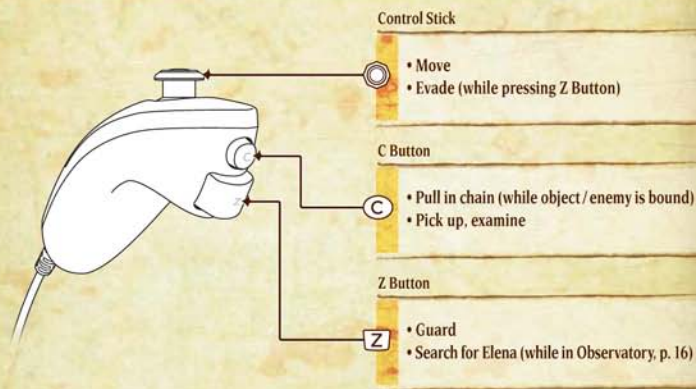 Control Stick
• Move
• Evade (while pressing Z Button)
C Button
C
C
• Pull in chain (while object / enemy is bound)
• Pick up, examine
Z Button
Z
Z
• Guard
• Search for Elena (while in Observatory, p. 16)